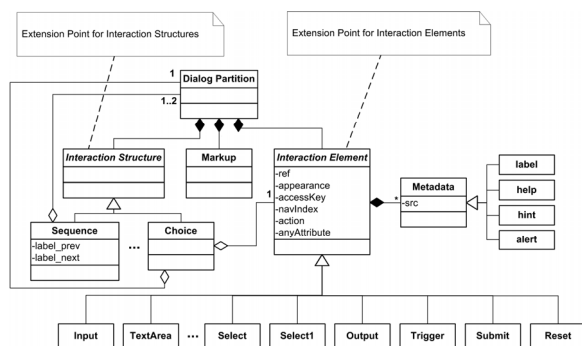 Extension Point for Interaction Structures
Extension Point for Interaction Elements
1
Dialog Partition
1..2
Interaction Structure
Markup
Interaction Element
-ref
-appearance
-accessKey
-navIndex
-action
-anyAttribute
1
*
Metadata
-src
label
help
hint
alert
Sequence
-label_prev
-label_next
...
Choice
Input
TextArea
...
Select
Select1
Output
Trigger
Submit
Reset